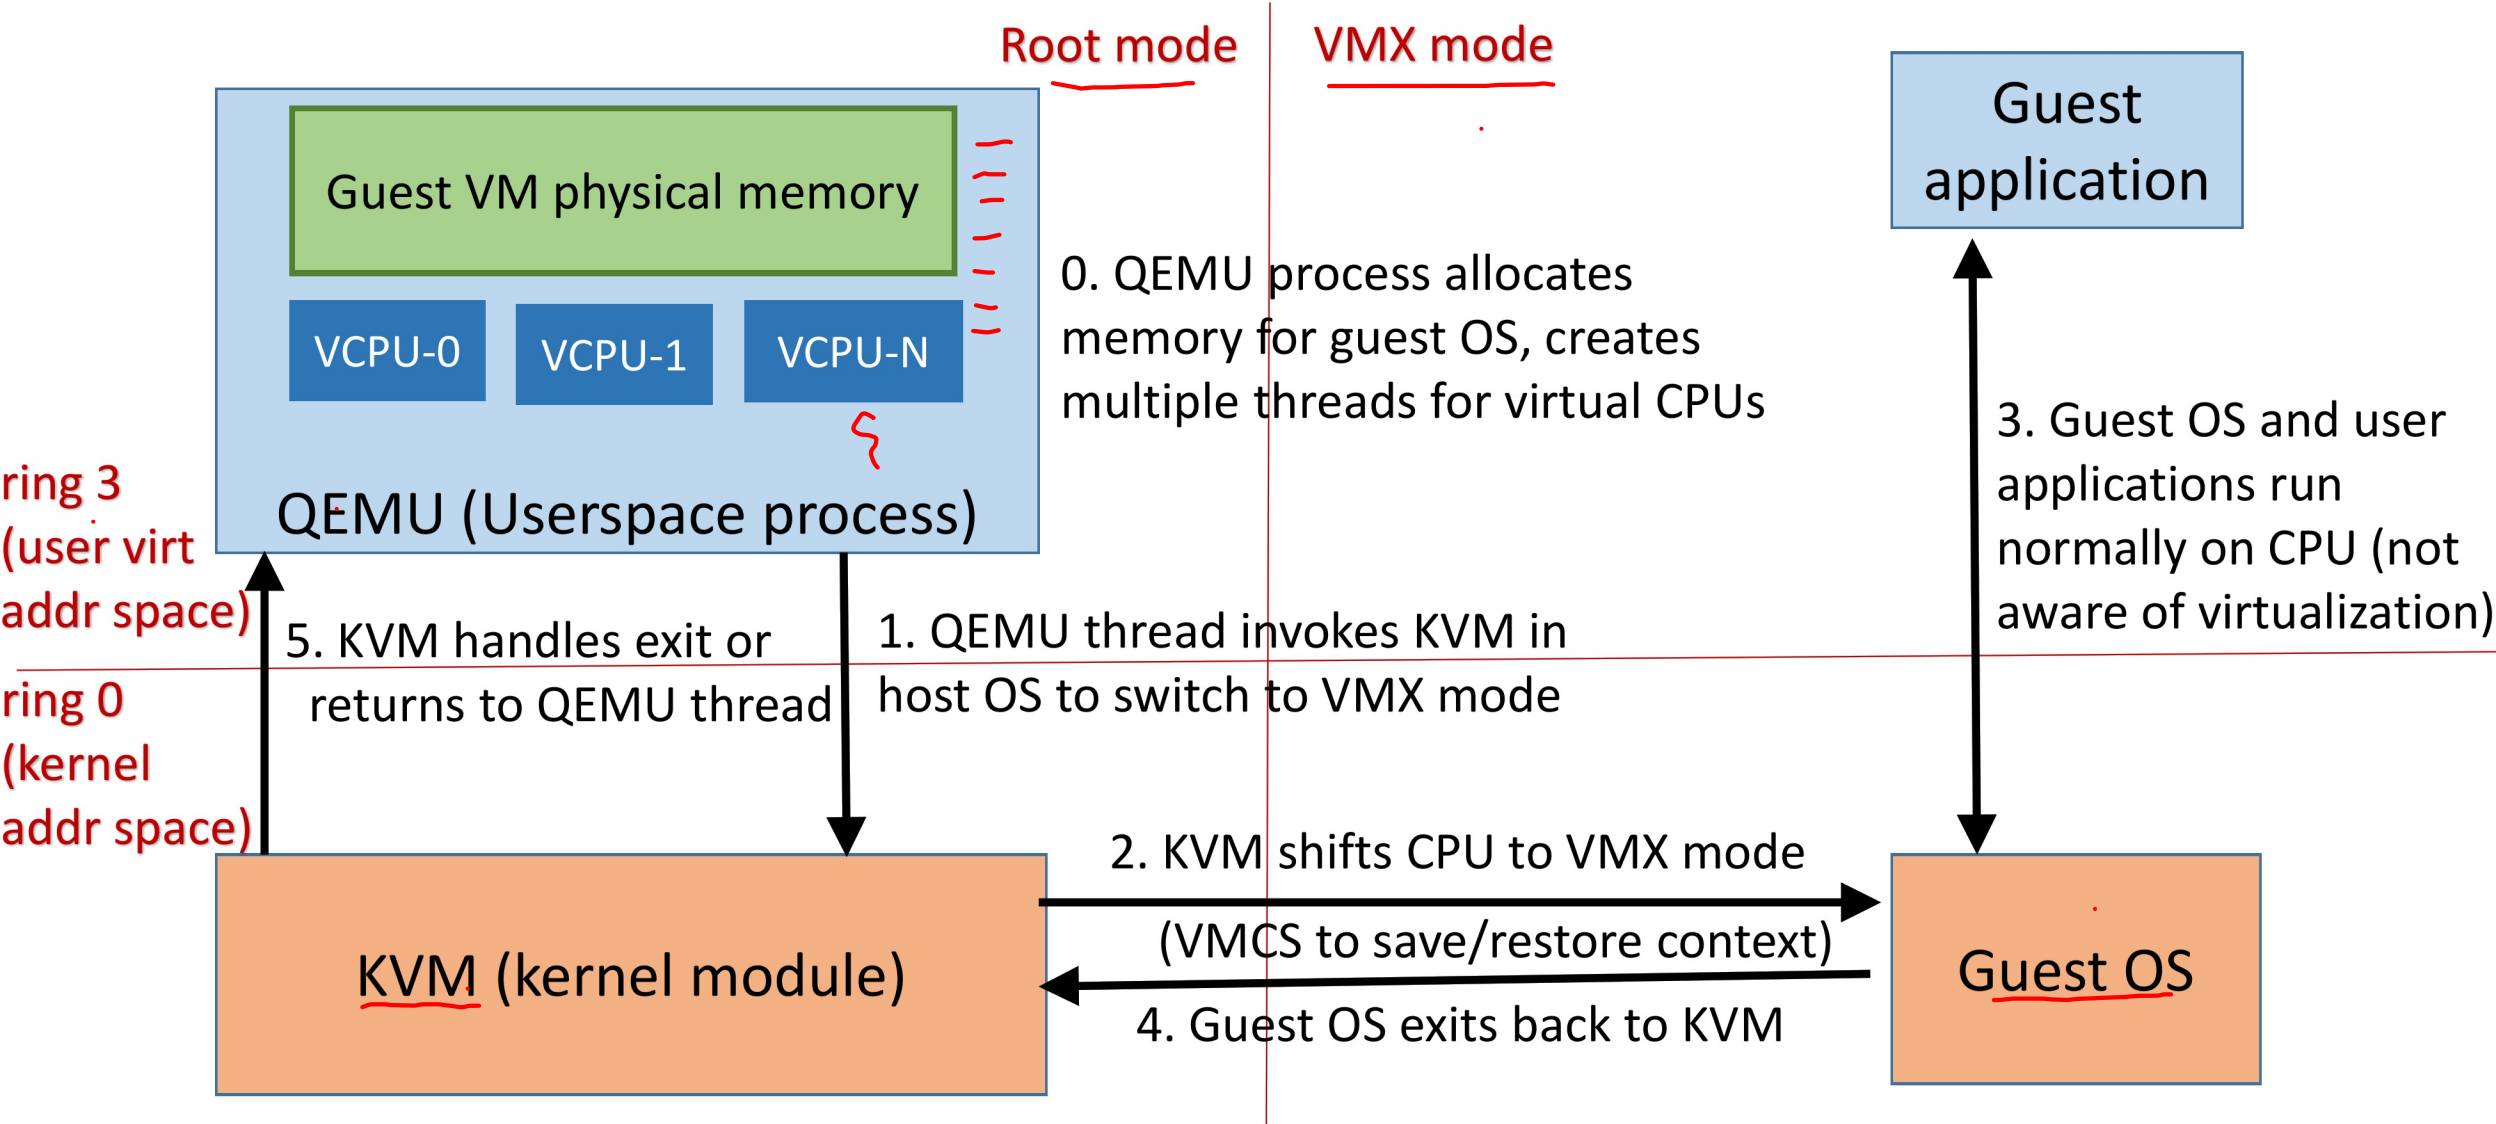 Root mode
VMX mode
Guest
application
Guest VM physical memory
VCPU-0
VCPU-1
VCPU-N
QEMU (Userspace process)
0. QEMU process allocates
memory for guest OS, creates
multiple threads for virtual CPUs
3. Guest OS and user
applications run
normally on CPU (not
aware of virtualization)
ring 3
(user virt
addr space)
5. KVM handles exit or
returns to QEMU thread
1. QEMU thread invokes KVM in
host OS to switch to VMX mode
ring 0
(kernel
addr space)
2. KVM shifts CPU to VMX mode
(VMCS to save/restore context)
4. Guest OS exits back to KVM
KVM (kernel module)
Guest OS